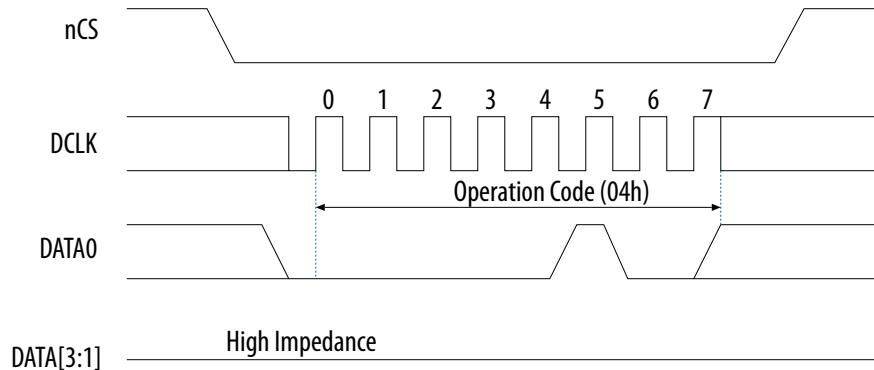 nCS
0 1 2 3 4 5 6 7
DCLK
Operation Code (04h)
DATA0
High Impedance
DATA[3:1]